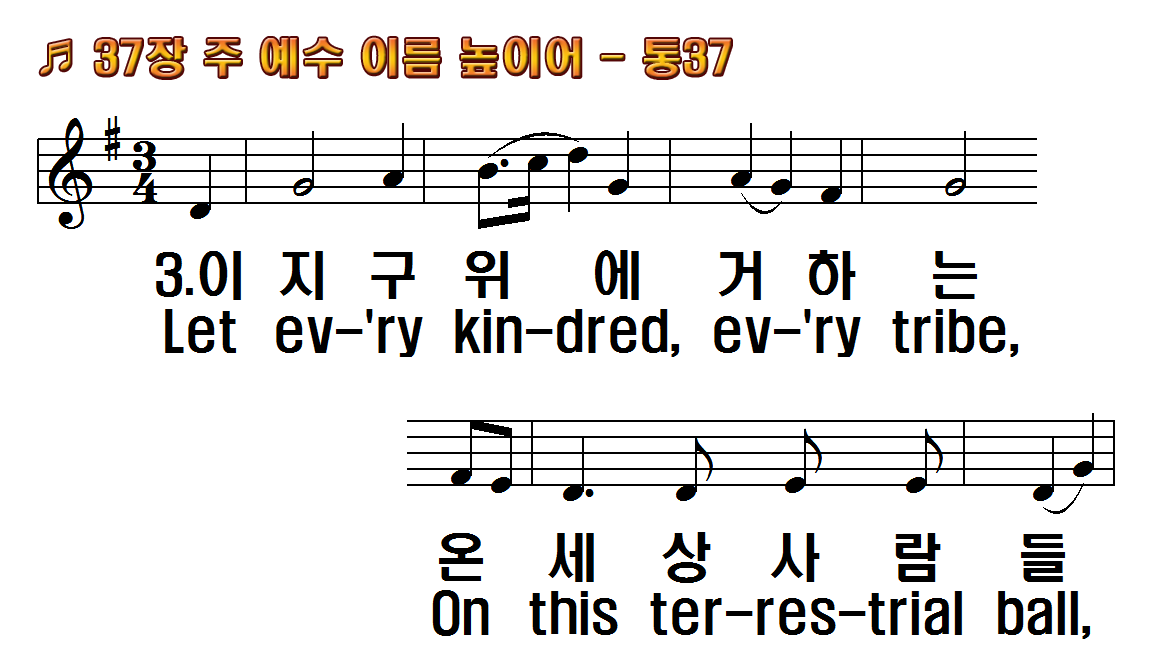 ♬ 37장 주 예수 이름 높이어 - 통37
3.이 지 구 위 에 거 하 는
Let ev-'ry kin-dred, ev-'ry tribe,
온 세 상 사 람 들
On this ter-res-trial ball,